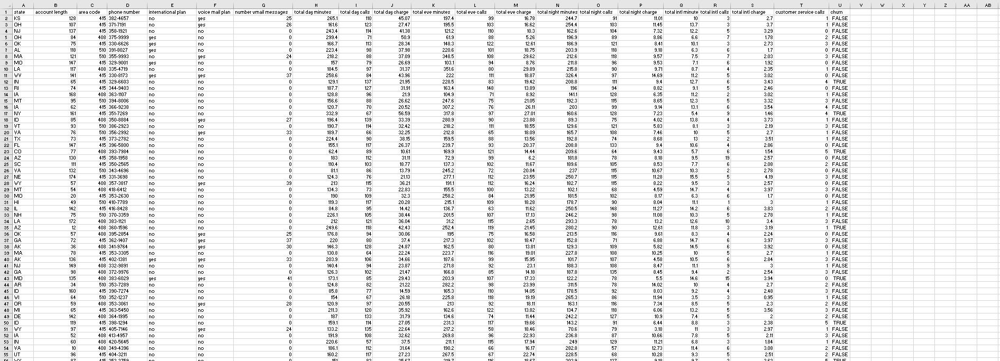 A B C D E F G H I J K L M N O P Q R S T U V W X Y Z AA AB
1 state account length area code phone number international plan voice mail plan number vmail messages total day minutes total day calls total day charge total eve minutes total eve calls total eve charge total night minutes total night calls total night charge total intl minute total intl calls total intl charge customer service calls churn
2 KS 128 415 382-4657 no yes 25 265.1 110 45.07 197.4 99 16.78 244.7 91 11.01 10 3 2.7 1 FALSE
3 OH 107 415 371-7191 no yes 26 161.6 123 27.47 195.5 103 16.62 254.4 103 11.45 13.7 3 3.7 1 FALSE
4 NJ 137 415 358-1921 no no 0 243.4 114 41.38 121.2 110 10.3 162.6 104 7.32 12.2 5 3.29 0 FALSE
5 OH 84 408 375-9999 yes no 0 299.4 71 50.9 61.9 88 5.26 196.9 89 8.86 6.6 7 1.78 2 FALSE
6 OK 75 415 330-6626 yes no 0 166.7 113 28.34 148.3 122 12.61 186.9 121 8.41 10.1 3 2.73 3 FALSE
7 AL 118 510 391-8027 yes no 0 223.4 98 37.98 220.6 101 18.75 203.9 118 9.18 6.3 6 1.7 0 FALSE
8 MA 121 510 355-9993 no yes 24 218.2 88 37.09 348.5 108 29.62 212.6 118 9.57 7.5 7 2.03 3 FALSE
9 MO 147 415 329-9001 yes no 0 157 79 26.69 103.1 94 8.76 211.8 96 9.53 7.1 6 1.92 0 FALSE
10 LA 117 408 335-4719 no no 0 184.5 97 31.37 351.6 80 29.89 215.8 90 9.71 8.7 4 2.35 1 FALSE
11 WV 141 415 330-8173 yes yes 37 258.6 84 43.96 222 111 18.87 326.4 97 14.69 11.2 5 3.02 0 FALSE
12 IN 65 415 329-6603 no no 0 129.1 137 21.95 228.5 83 19.42 208.8 111 9.4 12.7 6 3.43 4 TRUE
13 RI 74 415 344-9403 no no 0 187.7 127 31.91 163.4 148 13.89 196 94 8.82 9.1 5 2.46 0 FALSE
14 IA 168 408 363-1107 no no 0 128.8 96 21.9 104.9 71 8.92 141.1 128 6.35 11.2 2 3.02 1 FALSE
15 MT 95 510 394-8006 no no 0 156.6 88 26.62 247.6 75 21.05 192.3 115 8.65 12.3 5 3.32 3 FALSE
16 IA 62 415 366-9238 no no 0 120.7 70 20.52 307.2 76 26.11 203 99 9.14 13.1 6 3.54 4 FALSE
17 NY 161 415 351-7269 no no 0 332.9 67 56.59 317.8 97 27.01 160.6 128 7.23 5.4 9 1.46 4 TRUE
18 ID 85 408 350-8884 no yes 27 196.4 139 33.39 280.9 90 23.88 89.3 75 4.02 13.8 4 3.73 1 FALSE
19 VT 93 510 386-2923 no no 0 190.7 114 32.42 218.2 111 18.55 129.6 121 5.83 8.1 3 2.19 3 FALSE
20 VA 76 510 356-2992 no yes 33 189.7 66 32.25 212.8 65 18.09 165.7 108 7.46 10 5 2.7 1 FALSE
21 TX 73 415 373-2782 no no 0 224.4 90 38.15 159.5 88 13.56 192.8 74 8.68 13 2 3.51 1 FALSE
22 FL 147 415 396-5800 no no 0 155.1 117 26.37 239.7 93 20.37 208.8 133 9.4 10.6 4 2.86 0 FALSE
23 CO 77 408 393-7984 no no 0 62.4 89 10.61 169.9 121 14.44 209.6 64 9.43 5.7 6 1.54 5 TRUE
24 AZ 130 415 358-1958 no no 0 183 112 31.11 72.9 99 6.2 181.8 78 8.18 9.5 19 2.57 0 FALSE
25 SC 111 415 350-2565 no no 0 110.4 103 18.77 137.3 102 11.67 189.6 105 8.53 7.7 6 2.08 2 FALSE
26 VA 132 510 343-4696 no no 0 81.1 86 13.79 245.2 72 20.84 237 115 10.67 10.3 2 2.78 0 FALSE
27 NE 174 415 331-3698 no no 0 124.3 76 21.13 277.1 112 23.55 250.7 115 11.28 15.5 5 4.19 3 FALSE
28 WY 57 408 357-3817 no yes 39 213 115 36.21 191.1 112 16.24 182.7 115 8.22 9.5 3 2.57 0 FALSE
29 MT 54 408 418-6412 no no 0 134.3 73 22.83 155.5 100 13.22 102.1 68 4.59 14.7 4 3.97 3 FALSE
30 MO 20 415 353-2630 no no 0 190 109 32.3 258.2 84 21.95 181.5 102 8.17 6.3 6 1.7 0 FALSE
31 HI 49 510 410-7789 no no 0 119.3 117 20.28 215.1 109 18.28 178.7 90 8.04 11.1 1 3 1 FALSE
32 IL 142 415 416-8428 no no 0 84.8 95 14.42 136.7 63 11.62 250.5 148 11.27 14.2 6 3.83 2 FALSE
33 NH 75 510 370-3359 no no 0 226.1 105 38.44 201.5 107 17.13 246.2 98 11.08 10.3 5 2.78 1 FALSE
34 LA 172 408 383-1121 no no 0 212 121 36.04 31.2 115 2.65 293.3 78 13.2 12.6 10 3.4 3 FALSE
35 AZ 12 408 360-1596 no no 0 249.6 118 42.43 252.4 119 21.45 280.2 90 12.61 11.8 3 3.19 1 TRUE
36 OK 57 408 395-2854 no yes 25 176.8 94 30.06 195 75 16.58 213.5 116 9.61 8.3 4 2.24 0 FALSE
37 GA 72 415 362-1407 no yes 37 220 80 37.4 217.3 102 18.47 152.8 71 6.88 14.7 6 3.97 3 FALSE
38 AK 36 408 341-9764 no yes 30 146.3 128 24.87 162.5 80 13.81 129.3 109 5.82 14.5 6 3.92 0 FALSE
39 MA 78 415 353-3305 no no 0 130.8 64 22.24 223.7 116 19.01 227.8 108 10.25 10 5 2.7 1 FALSE
40 AK 136 415 402-1381 yes yes 33 203.9 106 34.66 187.6 99 15.95 101.7 107 4.58 10.5 6 2.84 3 FALSE
41 NJ 149 408 332-9891 no no 0 140.4 94 23.87 271.8 92 23.1 188.3 108 8.47 11.1 9 3 1 FALSE
42 GA 98 408 372-9976 no no 0 126.3 102 21.47 166.8 85 14.18 187.8 135 8.45 9.4 2 2.54 3 FALSE
43 MD 135 408 383-6029 yes yes 41 173.1 85 29.43 203.9 107 17.33 122.2 78 5.5 14.6 15 3.94 0 TRUE
44 AR 34 510 353-7289 no no 0 124.8 82 21.22 282.2 98 23.99 311.5 78 14.02 10 4 2.7 2 FALSE
45 ID 160 415 390-7274 no no 0 85.8 77 14.59 165.3 110 14.05 178.5 92 8.03 9.2 4 2.48 3 FALSE
46 WI 64 510 352-1237 no no 0 154 67 26.18 225.8 118 19.19 265.3 86 11.94 3.5 3 0.95 1 FALSE
47 OR 59 408 353-3061 no yes 28 120.9 97 20.55 213 92 18.11 163.1 116 7.34 8.5 5 2.3 2 FALSE
48 MI 65 415 363-5450 no no 0 211.3 120 35.92 162.6 122 13.82 134.7 118 6.06 13.2 5 3.56 3 FALSE
49 DE 142 408 364-1995 no no 0 187 133 31.79 134.6 74 11.44 242.2 127 10.9 7.4 5 2 2 FALSE
50 ID 119 415 398-1294 no no 0 159.1 114 27.05 231.3 117 19.66 143.2 91 6.44 8.8 3 2.38 5 TRUE
51 WY 97 415 405-7146 no yes 24 133.2 135 22.64 217.2 58 18.46 70.6 79 3.18 11 3 2.97 1 FALSE
52 IA 52 408 413-4957 no no 0 191.9 108 32.62 269.8 96 22.93 236.8 87 10.66 7.8 5 2.11 3 FALSE
53 IN 60 408 420-5645 no no 0 220.6 57 37.5 211.1 115 17.94 249 129 11.21 6.8 3 1.84 1 FALSE
54 VA 10 408 349-4396 no no 0 186.1 112 31.64 190.2 66 16.17 282.8 57 12.73 11.4 6 3.08 2 FALSE
55 UT 96 415 404-3211 no no 0 160.2 117 27.23 267.5 67 22.74 228.5 68 10.28 9.3 5 2.51 2 FALSE